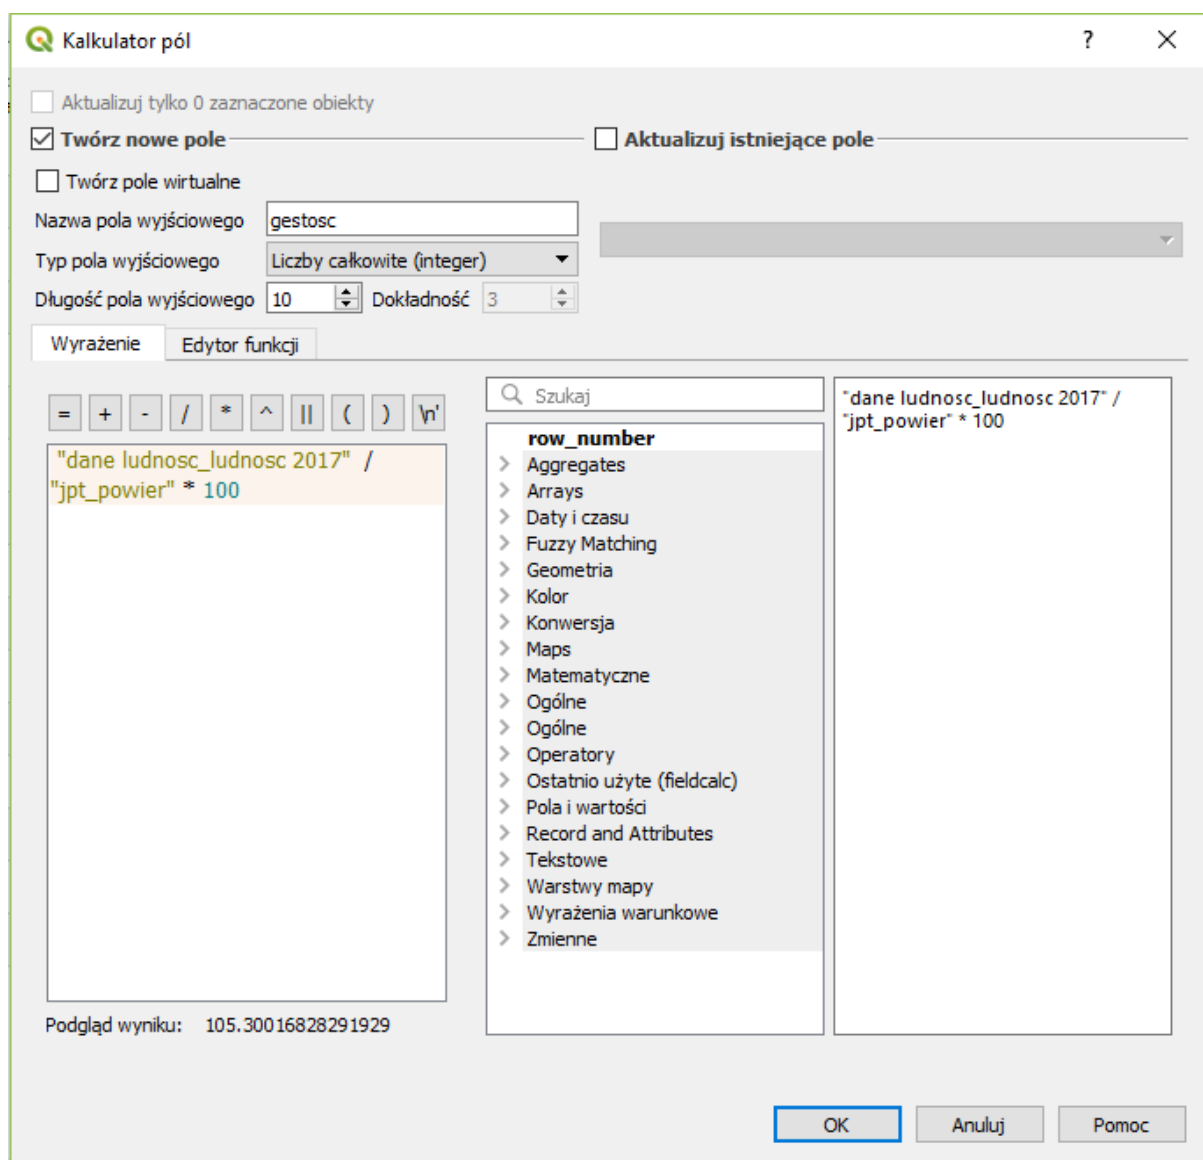 Kalkulator pól
?
Aktualizuj tylko 0 zaznaczone obiekty
Twórz nowe pole
Aktualizuj istniejące pole
Twórz pole wirtualne
Nazwa pola wyjściowego gestosc
Typ pola wyjściowego Liczby całkowite (integer)
Długość pola wyjściowego 10 Dokładność 3
Wyrażenie Edytor funkcji
= + - / * ^ || ( ) \n'
"dane ludnosc_ludnosc 2017" /
"jpt_powier" * 100
Podgląd wyniku: 105.30016828291929
Szukaj
row_number
Aggregates
Arrays
Daty i czasu
Fuzzy Matching
Geometria
Kolor
Konwersja
Maps
Matematyczne
Ogólne
Ogólne
Operatory
Ostatnio użyte (fieldcalc)
Pola i wartości
Record and Attributes
Tekstowe
Warstwy mapy
Wyrażenia warunkowe
Zmienne
"dane ludnosc_ludnosc 2017" /
"jpt_powier" * 100
OK Anuluj Pomoc